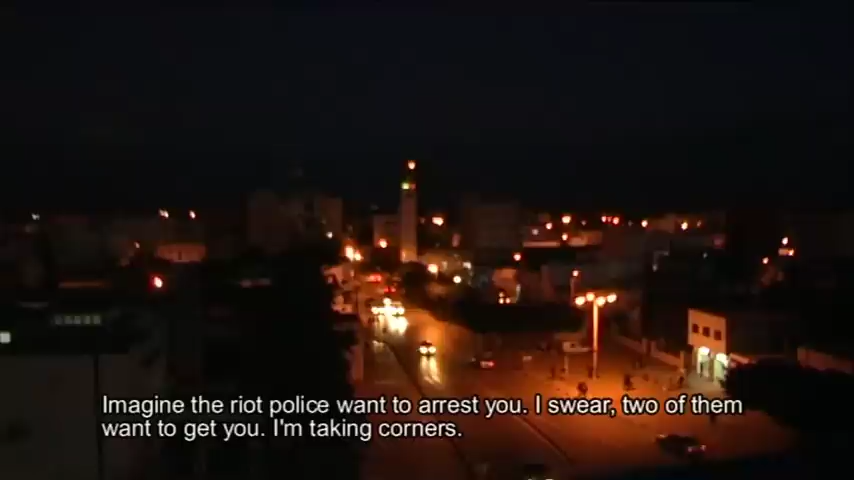 Imagine the riot police want to arrest you. I swear, two of them
want to get you. I'm taking corners.